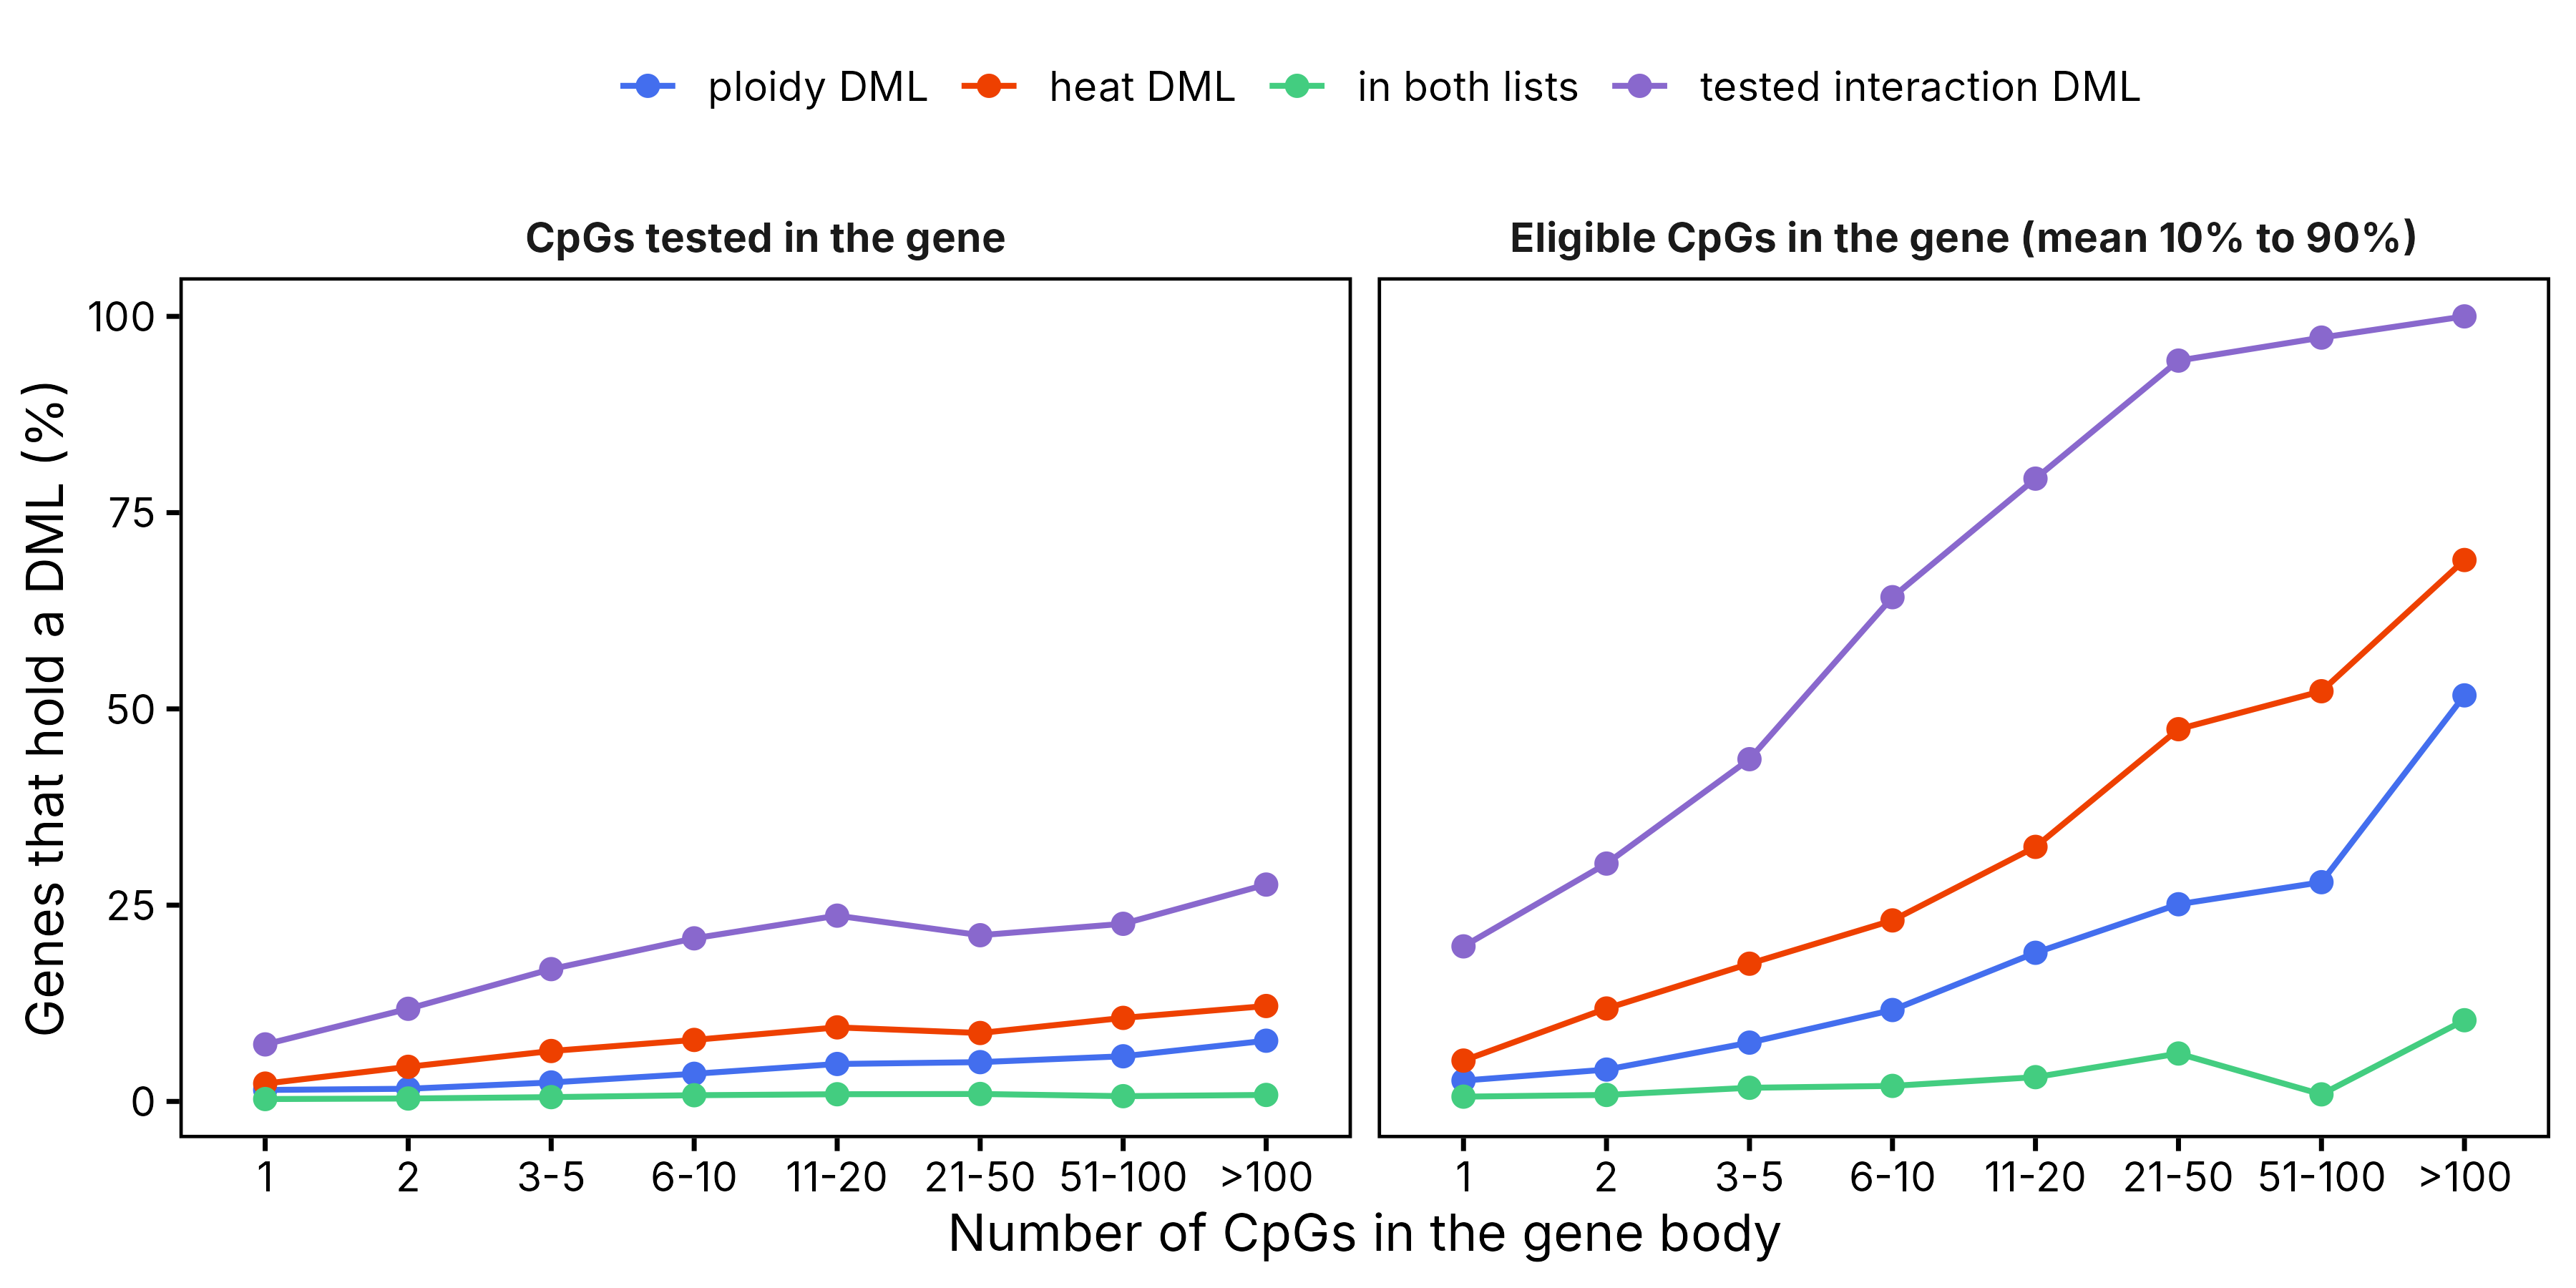 ploidy DML heat DML in both lists tested interaction DML
CpGs tested in the gene
Eligible CpGs in the gene (mean 10% to 90%)
Genes that hold a DML (%)
100
75
50
25
0
1 2 3-5 6-10 11-20 21-50 51-100 >100
1 2 3-5 6-10 11-20 21-50 51-100 >100
Number of CpGs in the gene body